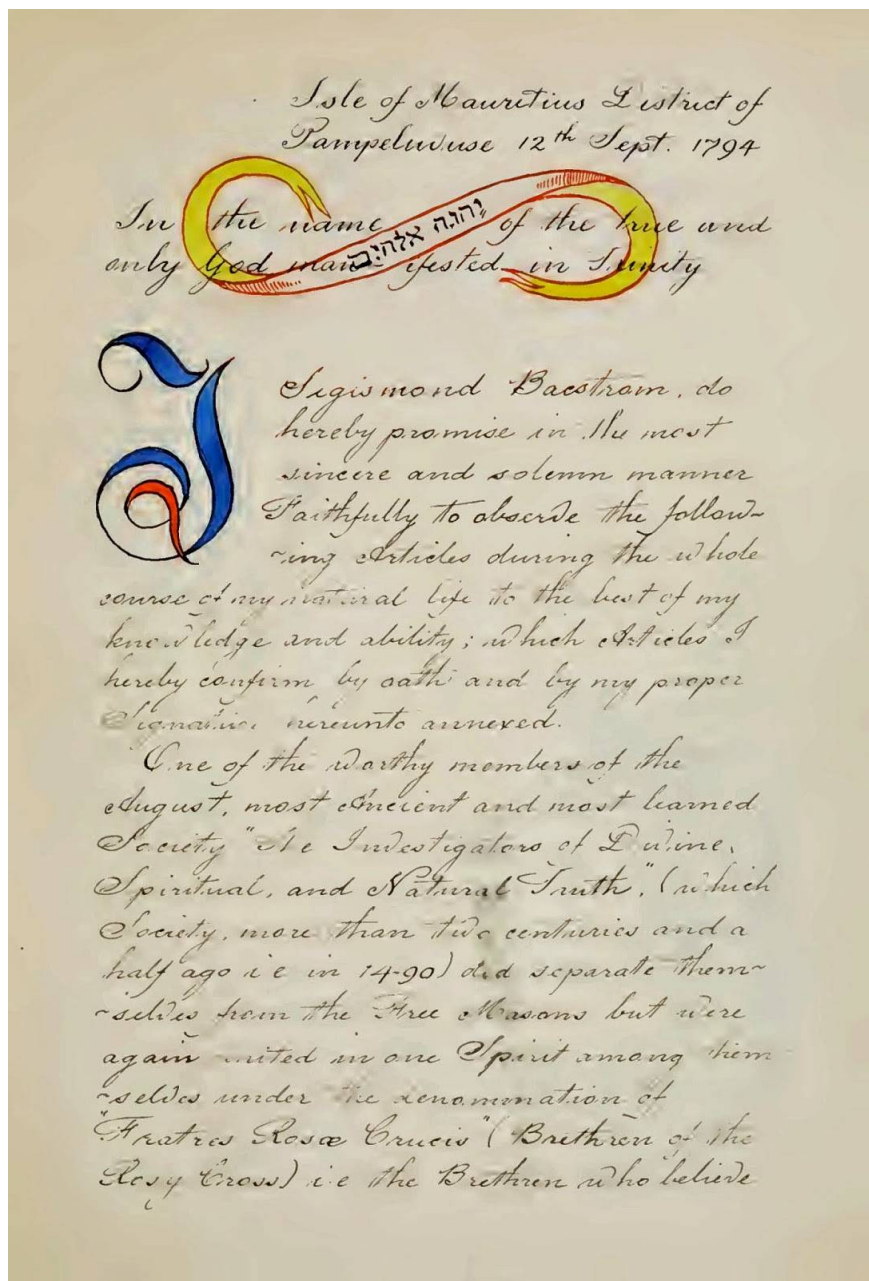 Isle of Mauritius District of
Pampeluouse 12th Sept. 1794
יהוה אלהים
In the name of the true and
only God manifested in Trinity
I
Sigismond Bacstrom, do
hereby promise in the most
sincere and solemn manner
Faithfully to observe the follow-
-ing Articles during the whole
course of my natural life to the best of my
knowledge and ability; which Articles I
hereby confirm by oath and by my proper
Signature hereunto annexed.
One of the worthy members of the
August, most Ancient and most learned
Society "The Investigators of Divine,
Spiritual, and Natural Truth", (which
Society, more than two centuries and a
half ago i e in 14-90) did separate them-
-selves from the Free Masons but were
again united in one Spirit among them
-selves under the denomination of
"Fratres Rosæ Crucis" (Brethren of the
Rosy Cross) i e the Brethren who believe